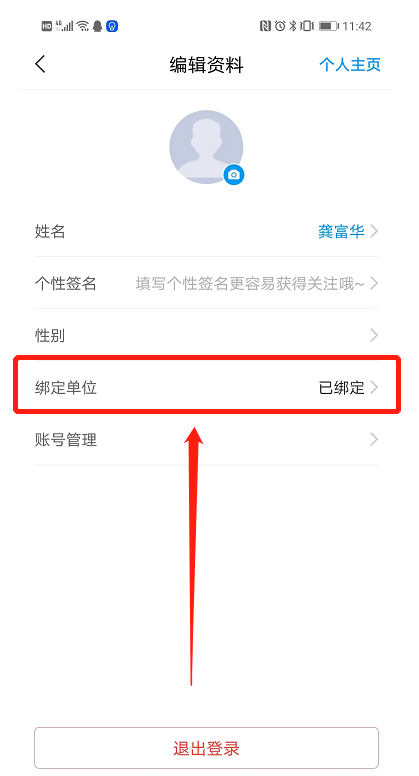 HD 4G 11:42
编辑资料 个人主页
姓名 龚富华
个性签名 填写个性签名更容易获得关注哦~
性别
绑定单位 已绑定
账号管理
退出登录